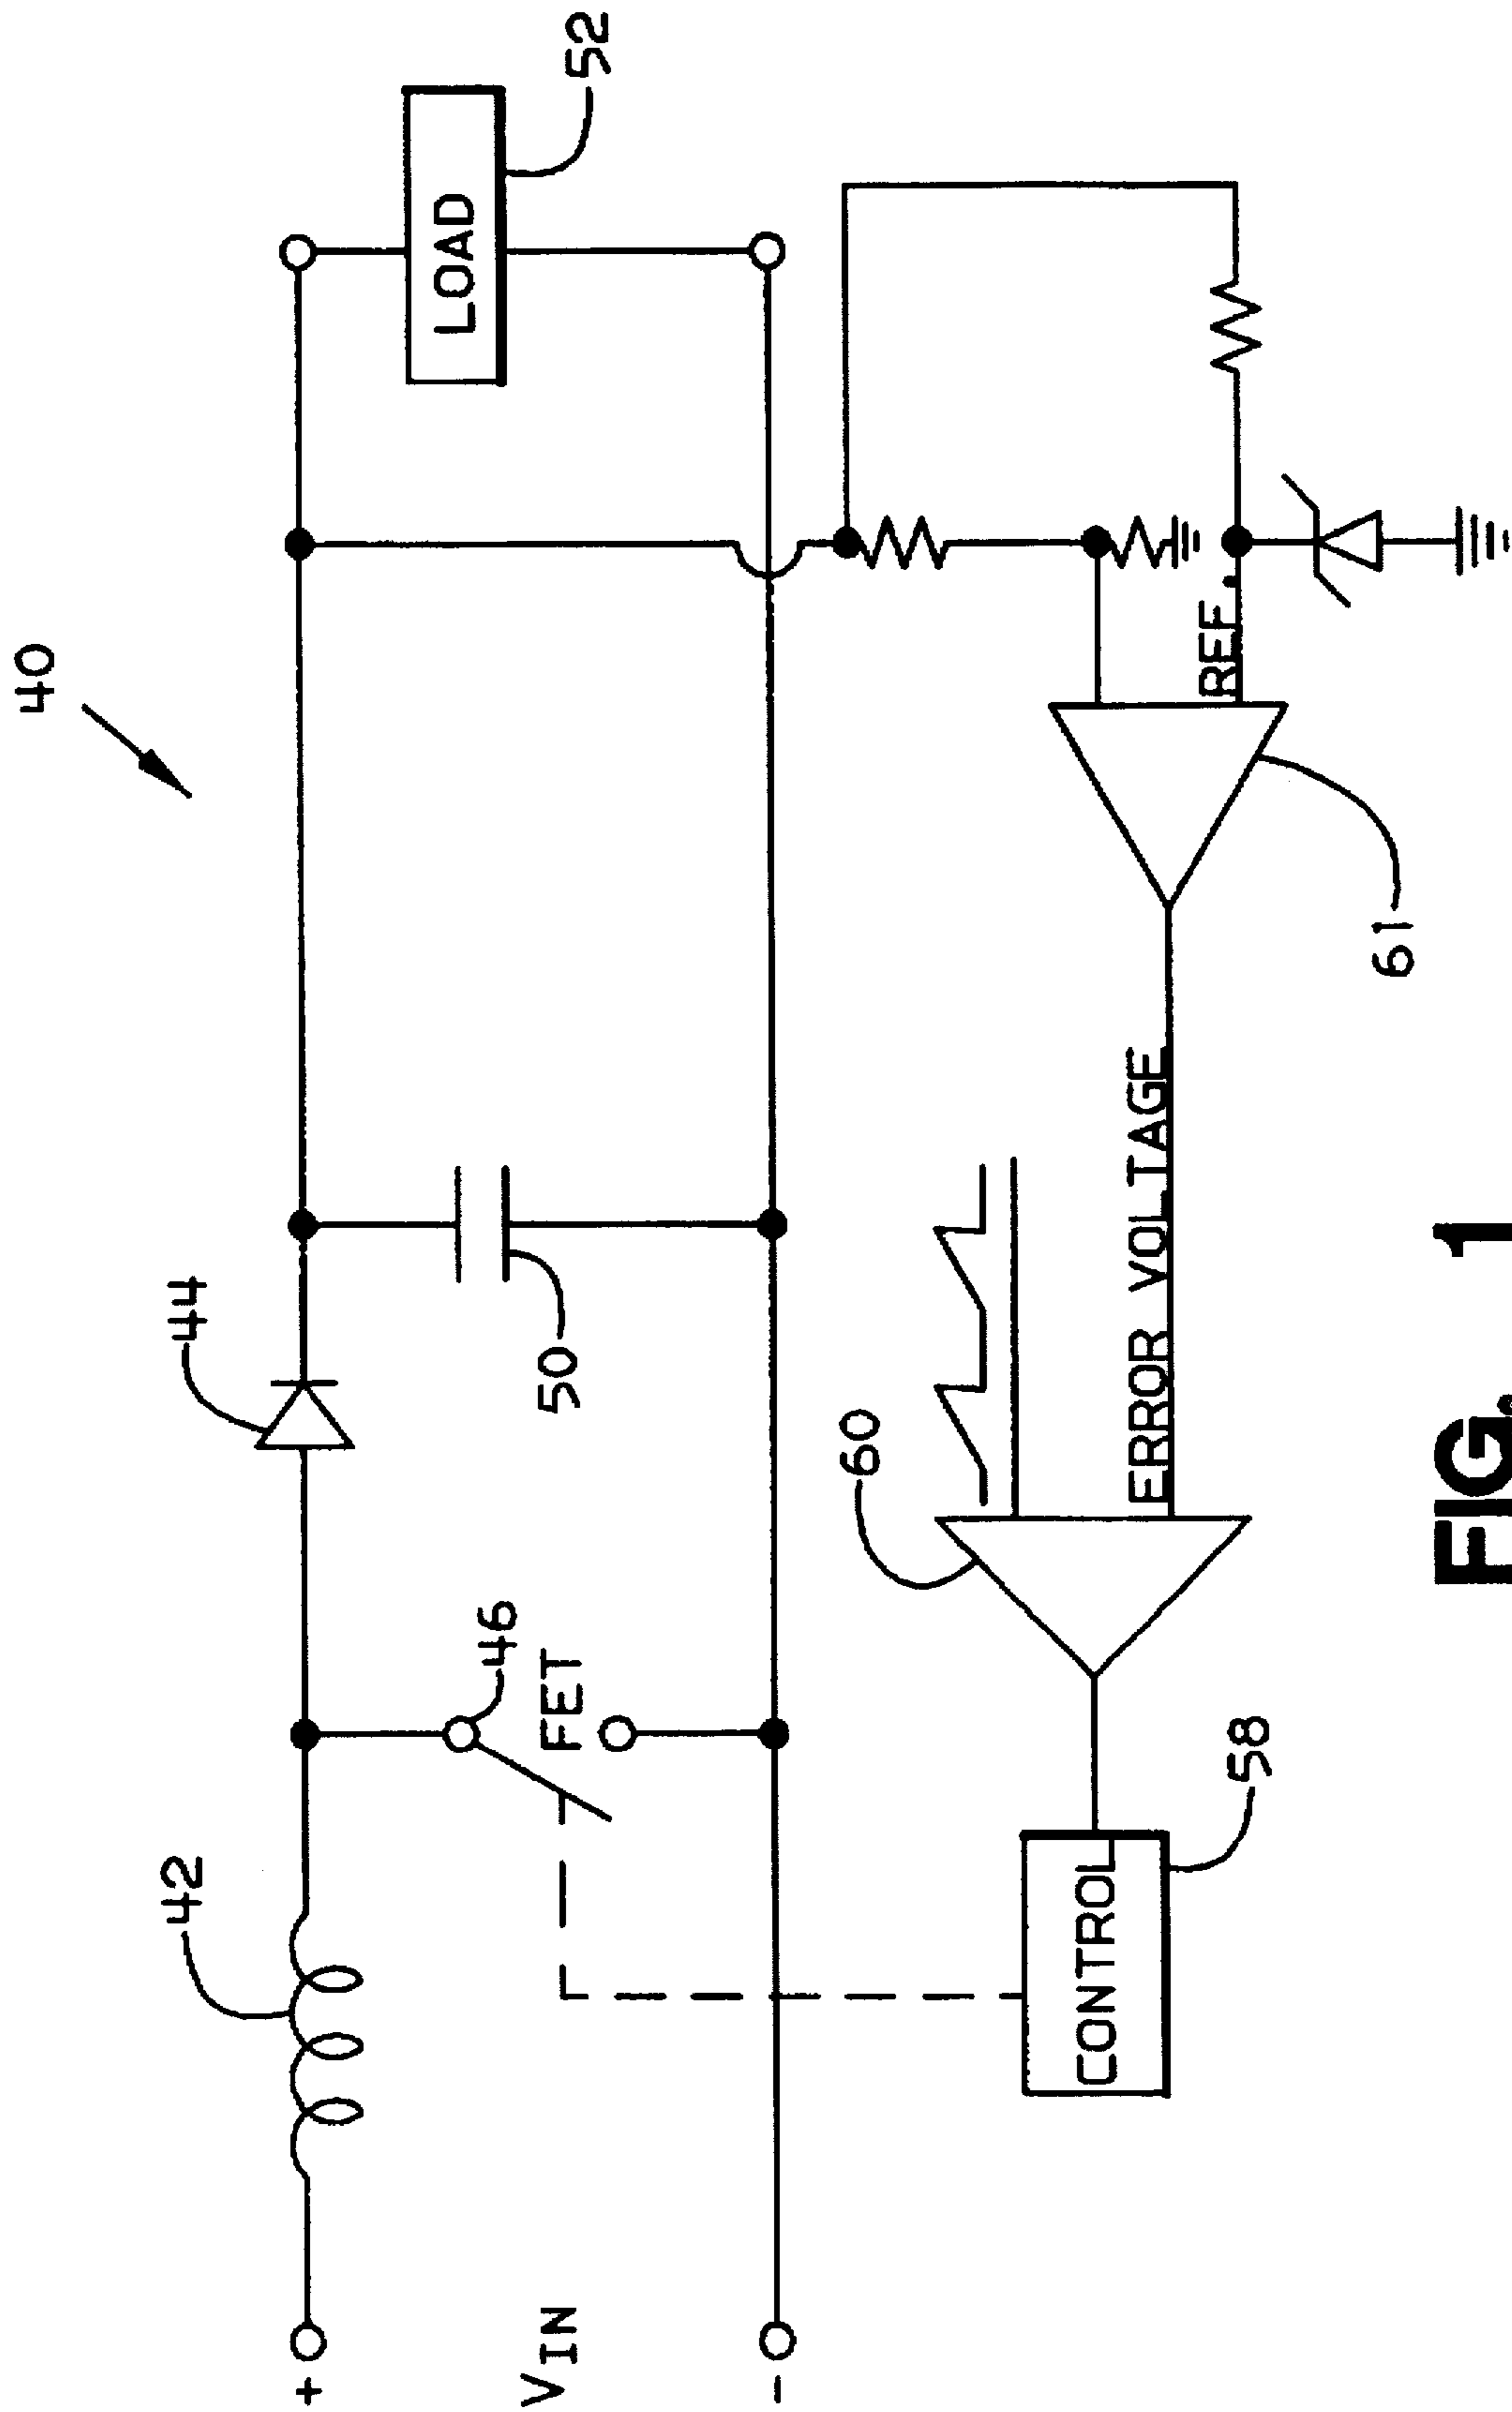 40
42
44
52
+
46
LOAD
VIN
FET
50
-
60
CONTROL
ERROR VOLTAGE
REF.
58
61
FIG. 1